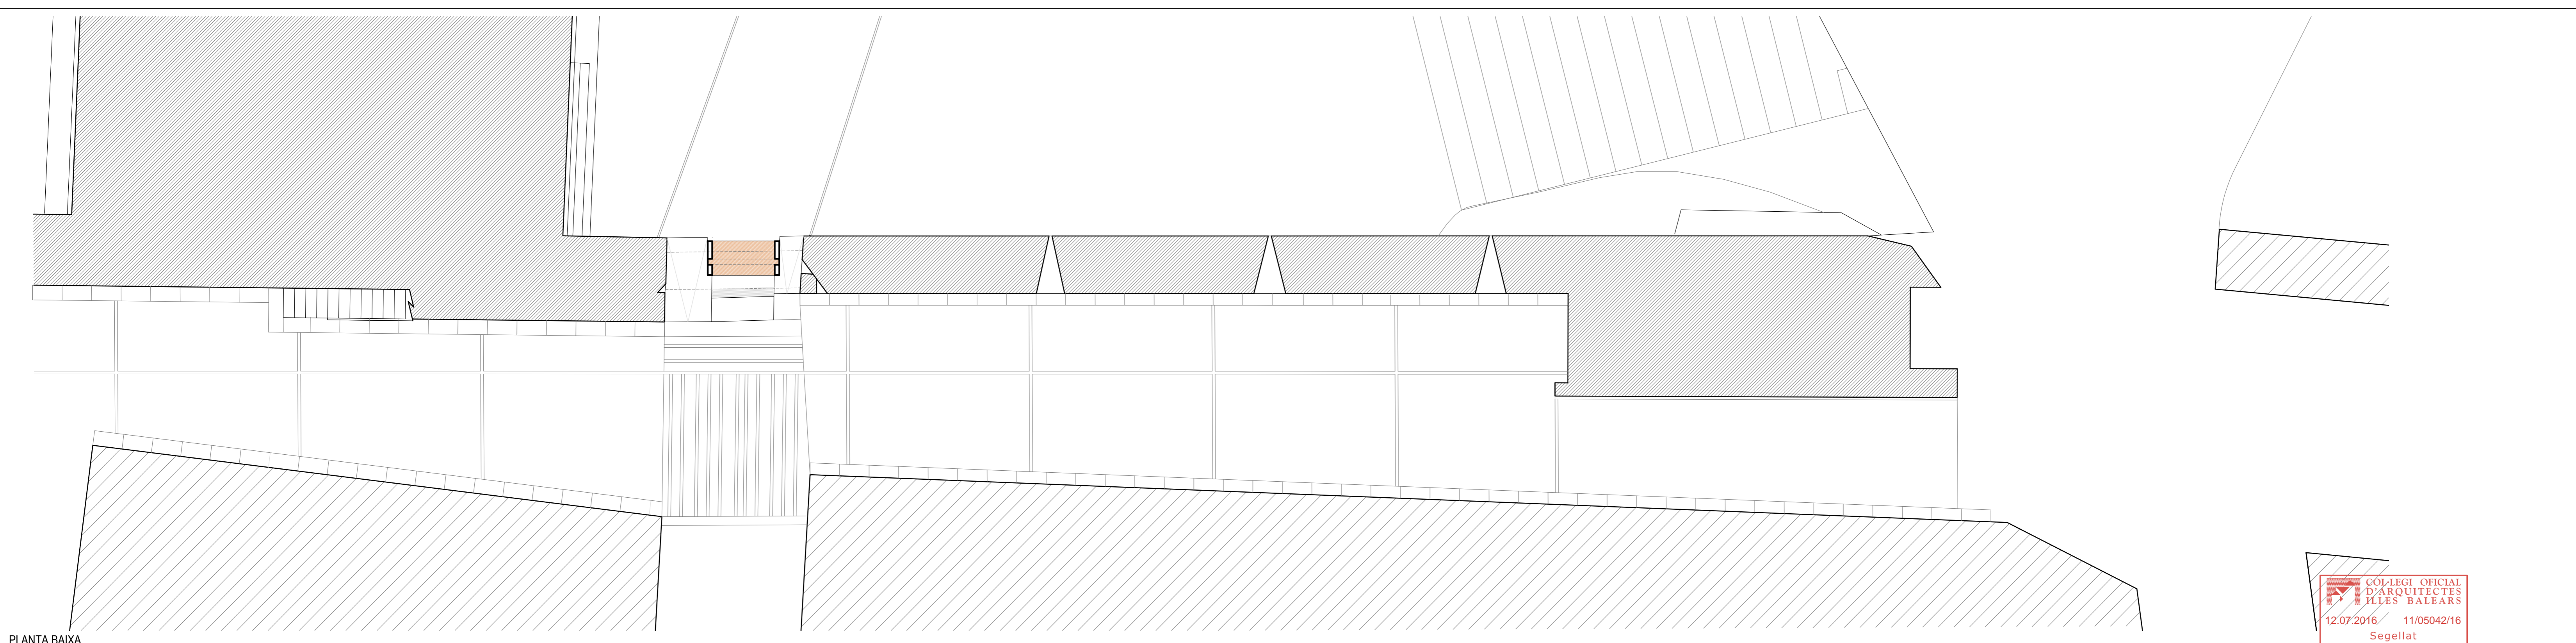 PLANTA BAIXA
COL·LEGI OFICIAL
D'ARQUITECTES
ILLES BALEARS
12.07.2016 11/05042/16
Segellat